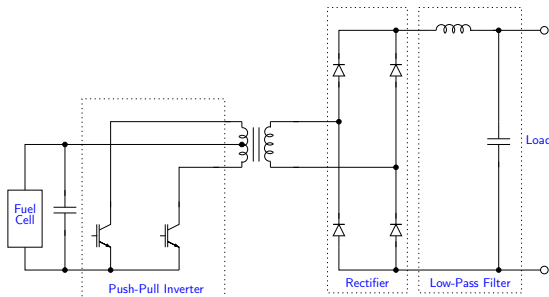 Load
Fuel
Cell
Push-Pull Inverter
Rectifier
Low-Pass Filter